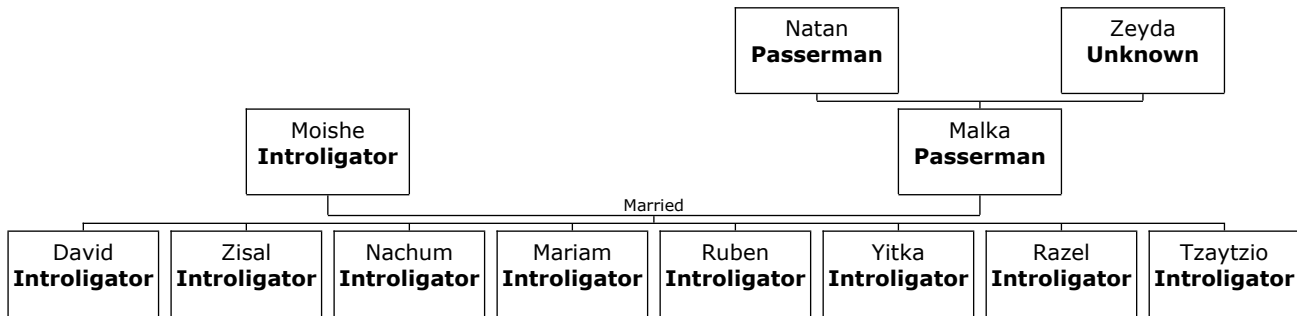 Natan
Passerman
Zeyda
Unknown
Moishe
Introligator
Malka
Passerman
Married
David
Introligator
Zisal
Introligator
Nachum
Introligator
Mariam
Introligator
Ruben
Introligator
Yitka
Introligator
Razel
Introligator
Tzaytzio
Introligator